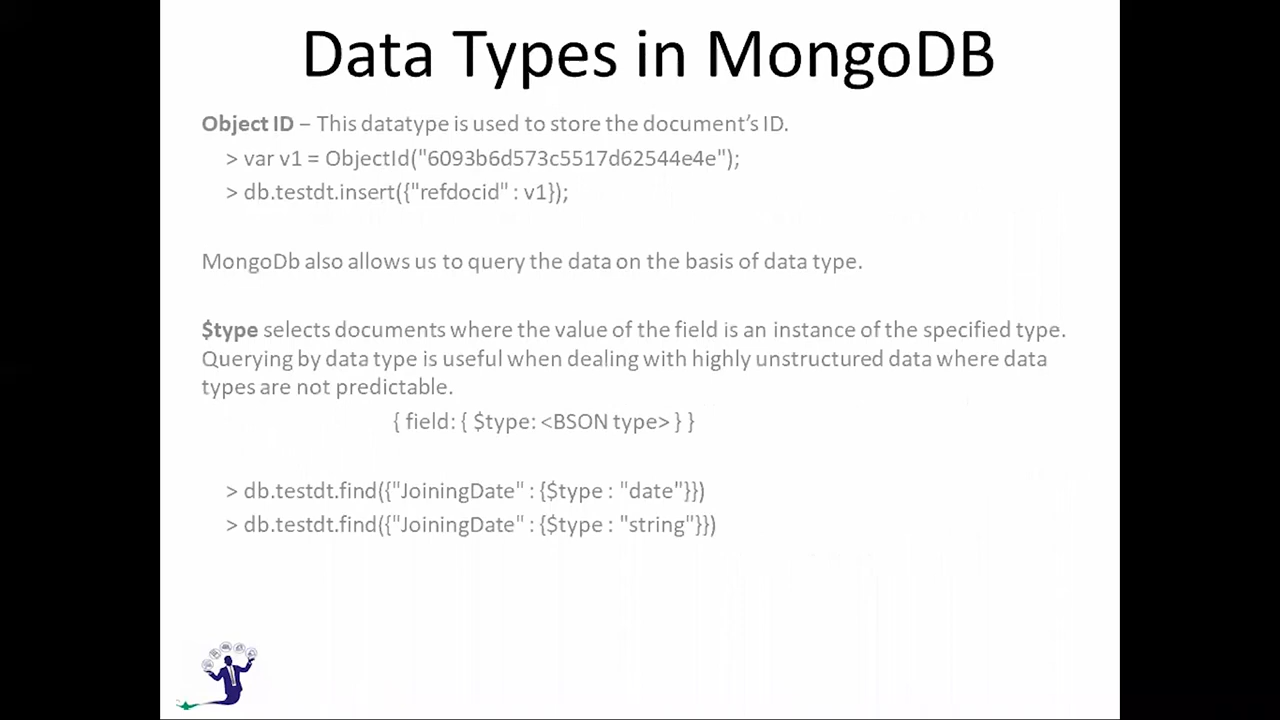 Data Types in MongoDB
Object ID – This datatype is used to store the document’s ID.
> var v1 = ObjectId("6093b6d573c5517d62544e4e");
> db.testdt.insert({"refdocid" : v1});
MongoDb also allows us to query the data on the basis of data type.
$type selects documents where the value of the field is an instance of the specified type.
Querying by data type is useful when dealing with highly unstructured data where data
types are not predictable.
{ field: { $type: <BSON type> } }
> db.testdt.find({"JoiningDate" : {$type : "date"}})
> db.testdt.find({"JoiningDate" : {$type : "string"}})